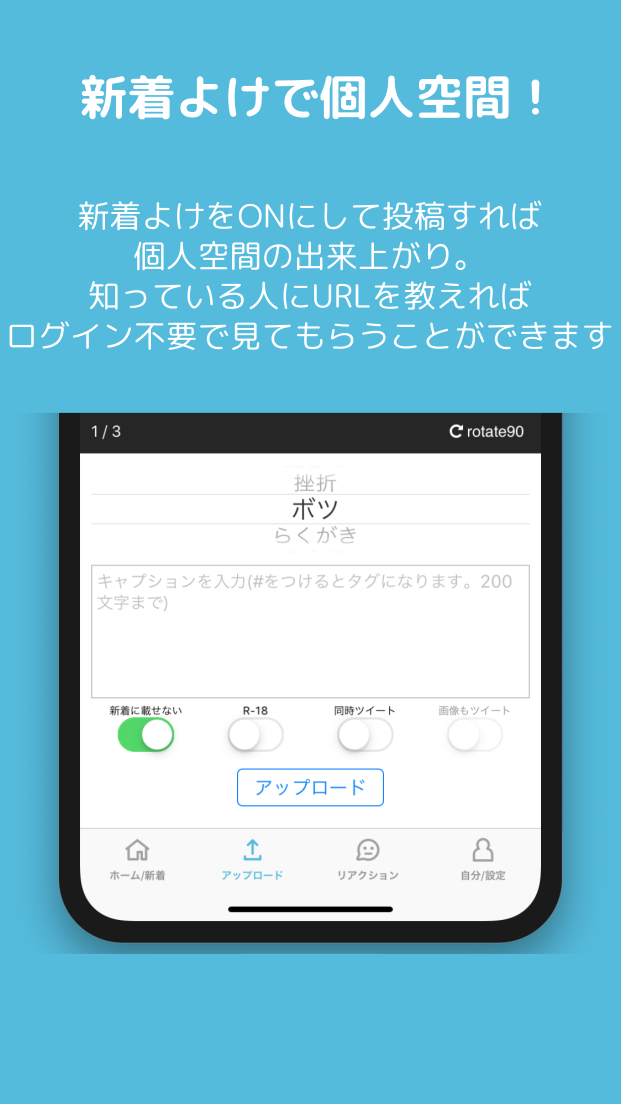 新着よけで個人空間！
新着よけをONにして投稿すれば
個人空間の出来上がり。
知っている人にURLを教えれば
ログイン不要で見てもらうことができます
1 / 3
rotate90
挫折
ボツ
らくがき
キャプションを入力(#をつけるとタグになります。200
文字まで)
新着に載せない
R-18
同時ツイート
画像もツイート
アップロード
ホーム/新着
アップロード
リアクション
自分/設定